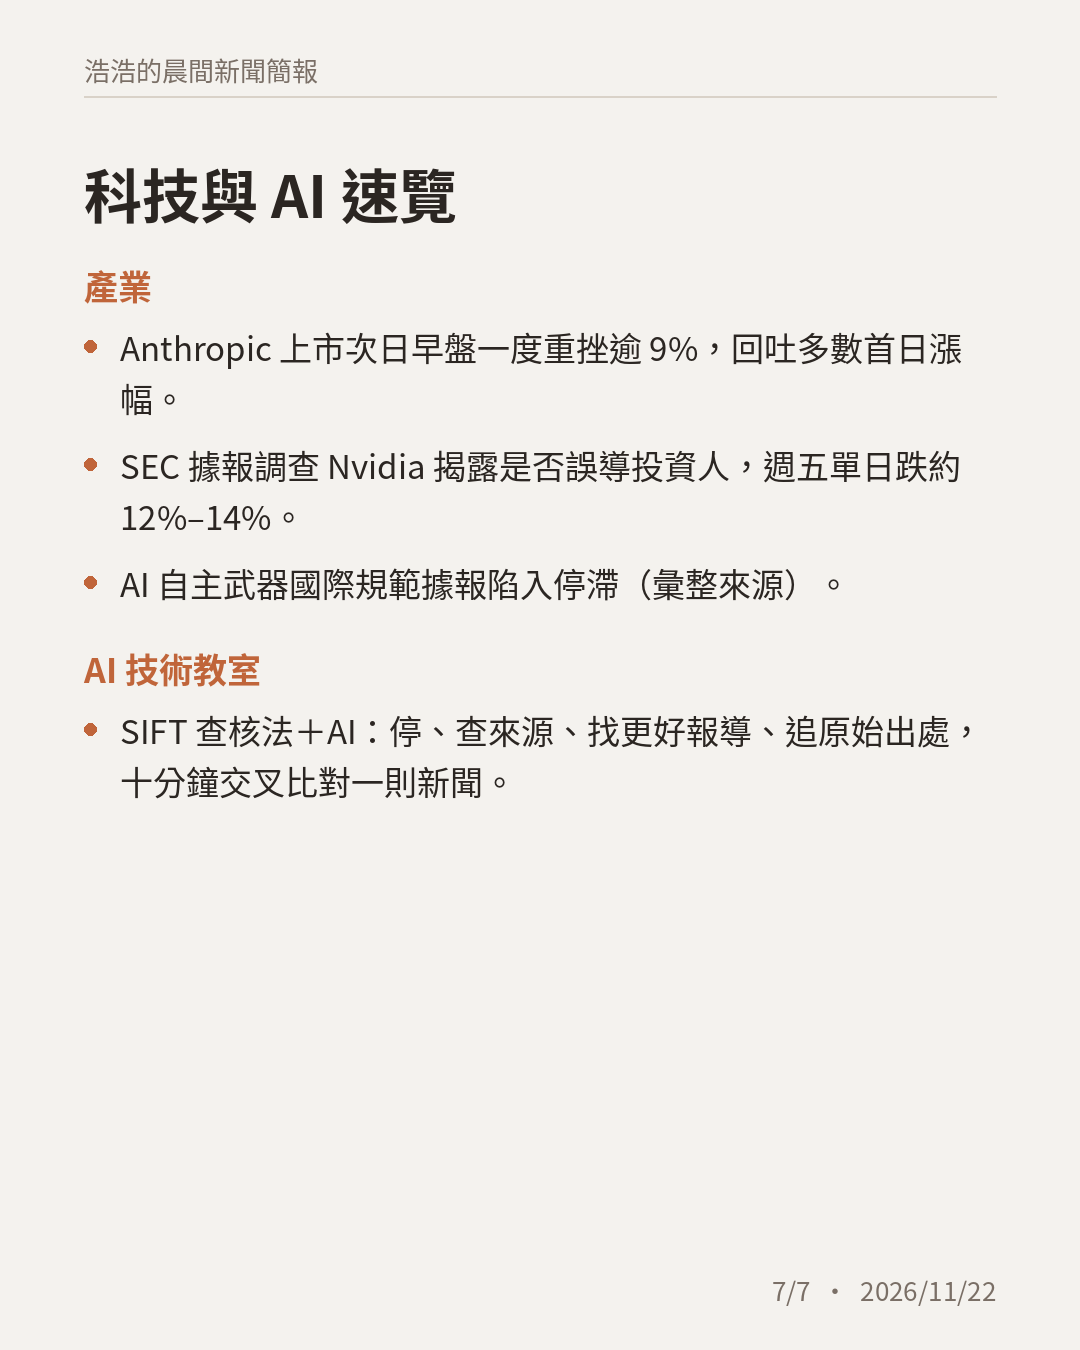 浩浩的晨間新聞簡報
科技與 AI 速覽
產業
Anthropic 上市次日早盤一度重挫逾 9%，回吐多數首日漲
幅。
SEC 據報調查 Nvidia 揭露是否誤導投資人，週五單日跌約
12%–14%。
AI 自主武器國際規範據報陷入停滯（彙整來源）。
AI 技術教室
SIFT 查核法＋AI：停、查來源、找更好報導、追原始出處，
十分鐘交叉比對一則新聞。
7/7 • 2026/11/22